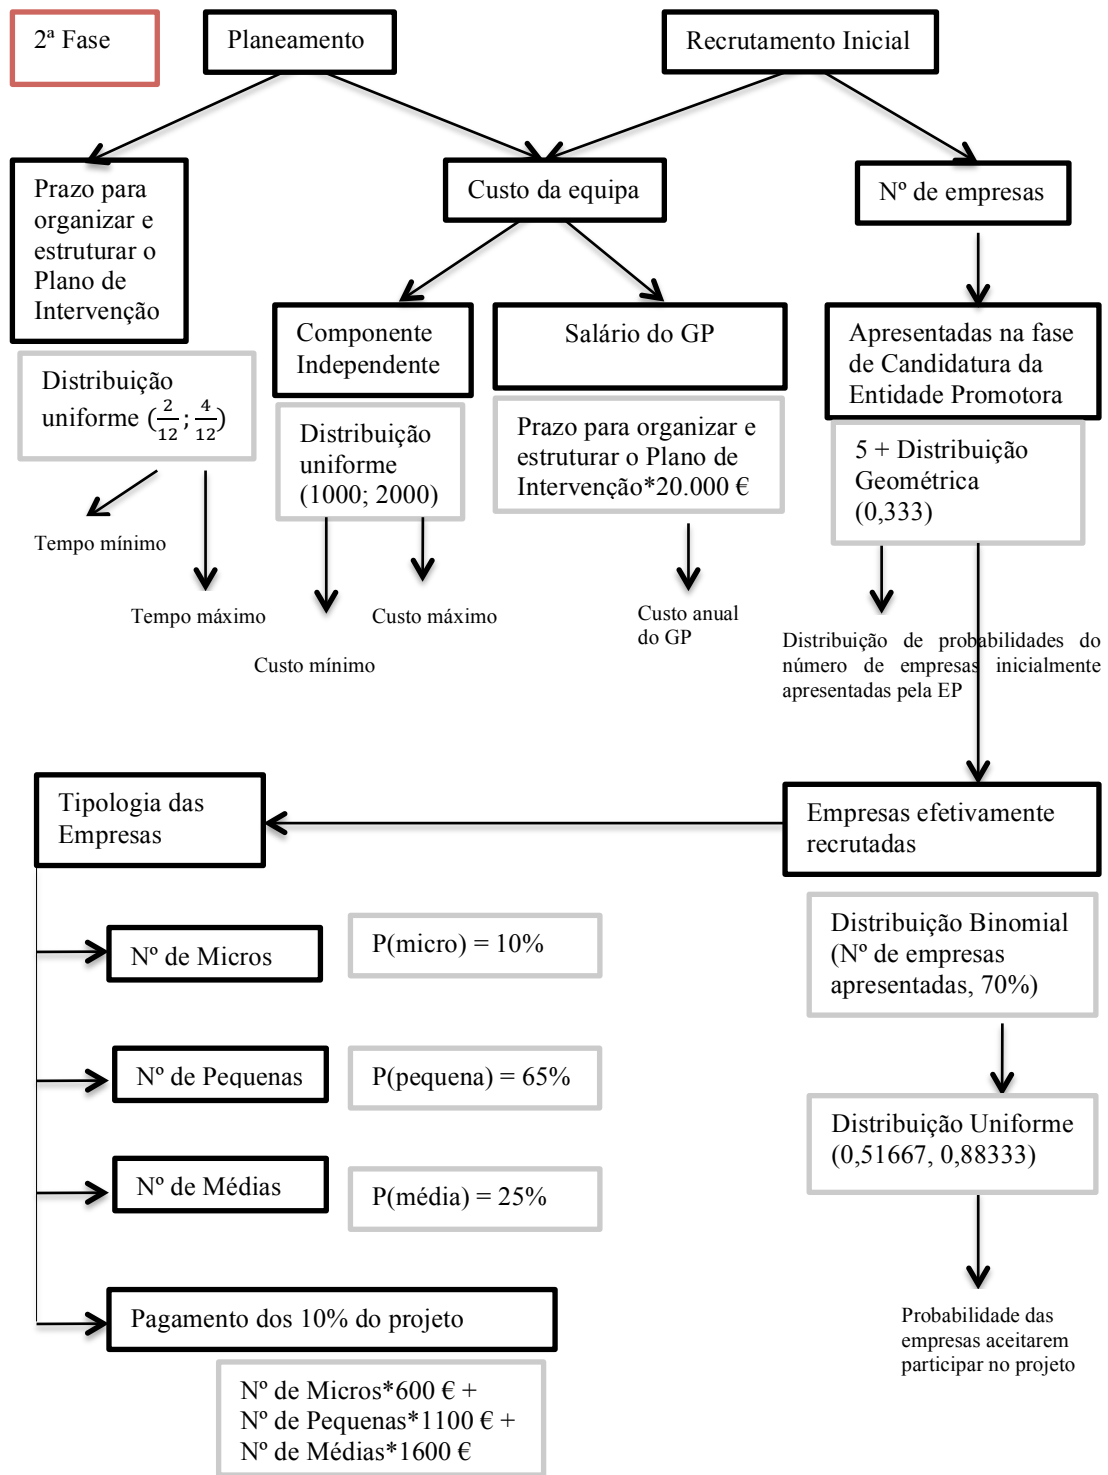 2ª Fase
Planeamento
Recrutamento Inicial
Prazo para
organizar e
estruturar o
Plano de
Intervenção
Custo da equipa
Nº de empresas
Componente
Independente
Salário do GP
Apresentadas na fase
de Candidatura da
Entidade Promotora
Distribuição
uniforme (2/12; 4/12)
Distribuição
uniforme
(1000; 2000)
Prazo para organizar e
estruturar o Plano de
Intervenção*20.000 €
5 + Distribuição
Geométrica
(0,333)
Tempo mínimo
Tempo máximo
Custo mínimo
Custo máximo
Custo anual
do GP
Distribuição de probabilidades do
número de empresas inicialmente
apresentadas pela EP
Tipologia das
Empresas
Empresas efetivamente
recrutadas
Nº de Micros
P(micro) = 10%
Distribuição Binomial
(Nº de empresas
apresentadas, 70%)
Nº de Pequenas
P(pequena) = 65%
Distribuição Uniforme
(0,51667, 0,88333)
Nº de Médias
P(média) = 25%
Pagamento dos 10% do projeto
Probabilidade das
empresas aceitarem
participar no projeto
Nº de Micros*600 € +
Nº de Pequenas*1100 € +
Nº de Médias*1600 €